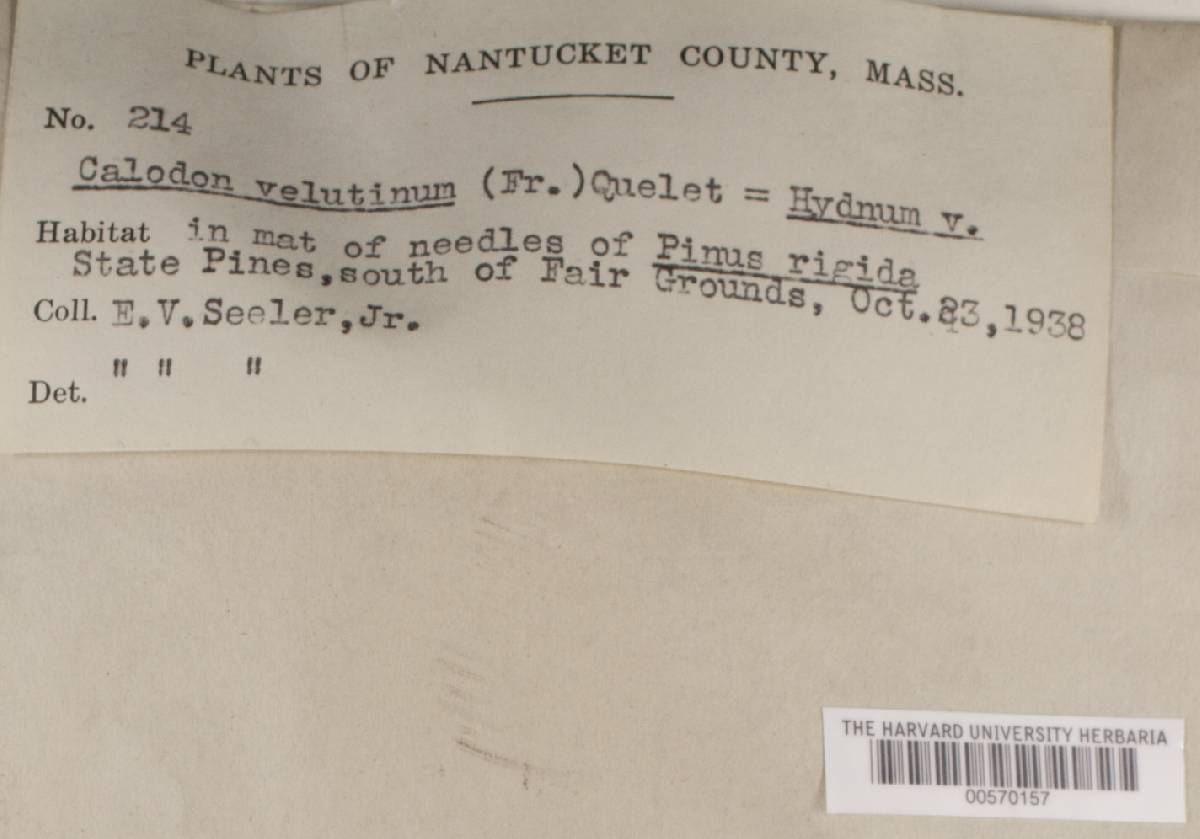 PLANTS OF NANTUCKET COUNTY, MASS.
No. 214
Calodon velutinum (Fr.)Quelet = Hydnum v.
Habitat in mat of needles of Pinus rigida
State Pines,south of Fair Grounds, Oct.23,1938
Coll. E.V.Seeler,Jr.
Det. " " "
THE HARVARD UNIVERSITY HERBARIA
00570157